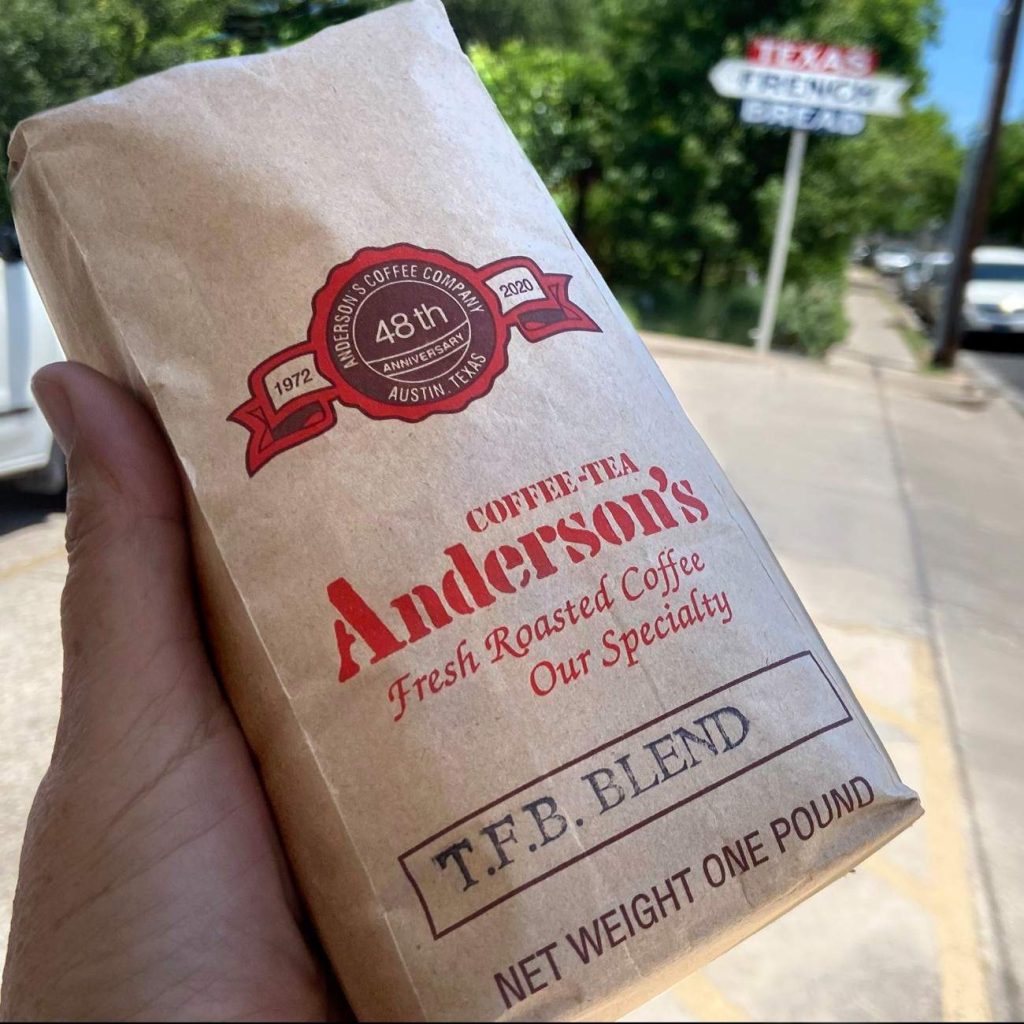 TEXAS
FRENCH
BREAD
ANDERSON'S COFFEE COMPANY
48th
ANNIVERSARY
AUSTIN, TEXAS
1972
2020
COFFEE-TEA
Anderson's
Fresh Roasted Coffee
Our Specialty
T.F.B. BLEND
NET WEIGHT ONE POUND